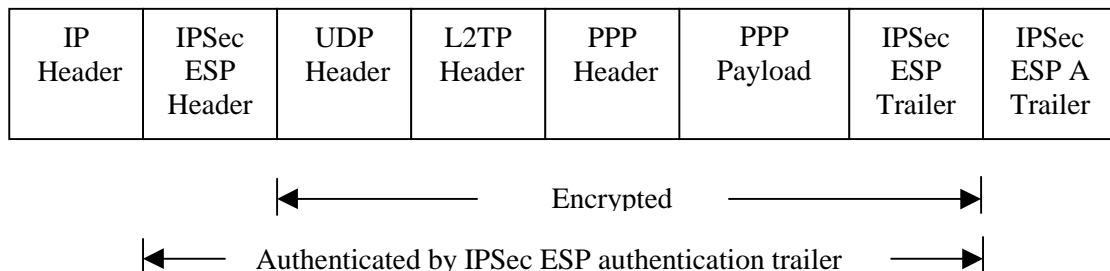 IP
Header
IPSec
ESP
Header
UDP
Header
L2TP
Header
PPP
Header
PPP
Payload
IPSec
ESP
Trailer
IPSec
ESP A
Trailer
Encrypted
Authenticated by IPSec ESP authentication trailer